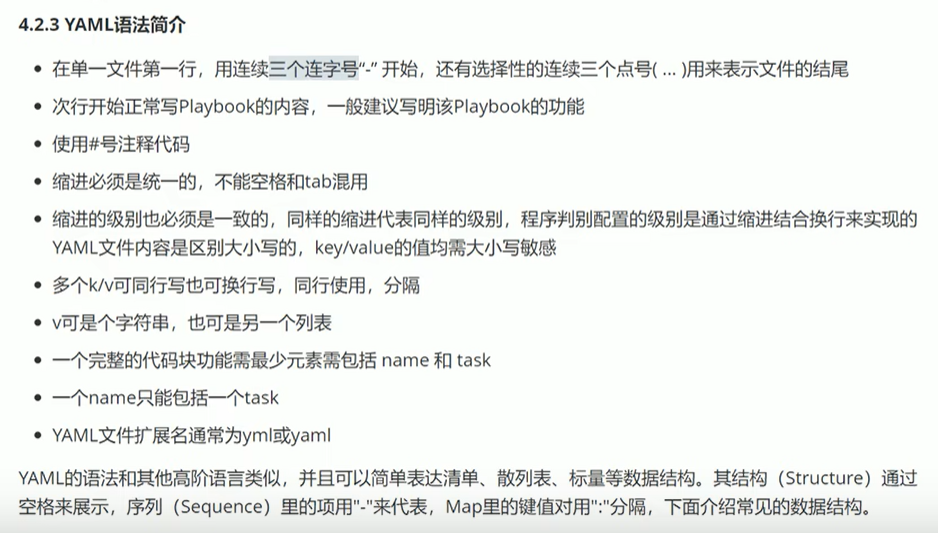 4.2.3 YAML语法简介
• 在单一文件第一行，用连续三个连字号“-” 开始，还有选择性的连续三个点号( ... )用来表示文件的结尾
• 次行开始正常写Playbook的内容，一般建议写明该Playbook的功能
• 使用#号注释代码
• 缩进必须是统一的，不能空格和tab混用
• 缩进的级别也必须是一致的，同样的缩进代表同样的级别，程序判别配置的级别是通过缩进结合换行来实现的
YAML文件内容是区别大小写的，key/value的值均需大小写敏感
• 多个k/v可同行写也可换行写，同行使用，分隔
• v可是个字符串，也可是另一个列表
• 一个完整的代码块功能需最少元素需包括 name 和 task
• 一个name只能包括一个task
• YAML文件扩展名通常为yml或yaml
YAML的语法和其他高阶语言类似，并且可以简单表达清单、散列表、标量等数据结构。其结构（Structure）通过
空格来展示，序列（Sequence）里的项用"-"来代表，Map里的键值对用":"分隔，下面介绍常见的数据结构。